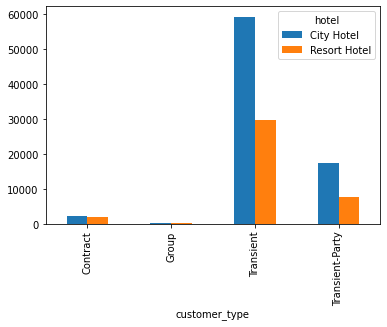 60000
50000
40000
30000
20000
10000
0
hotel
City Hotel
Resort Hotel
Contract
Group
Transient
Transient-Party
customer_type